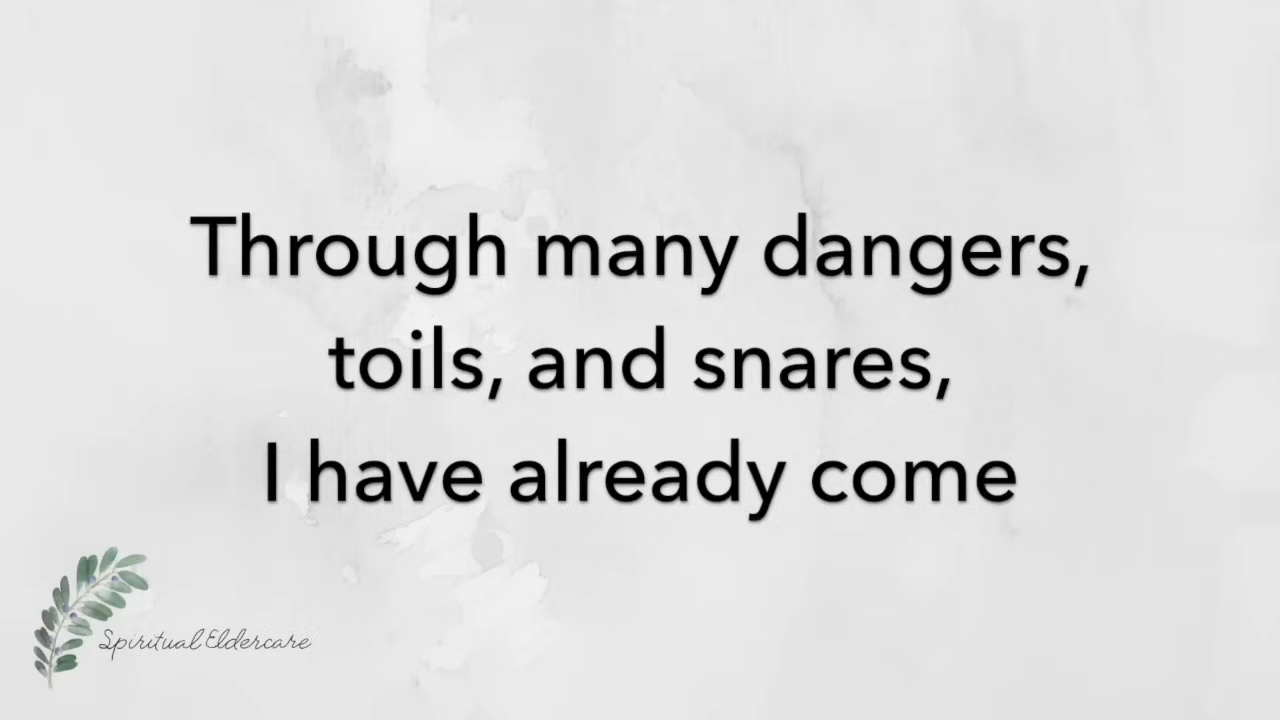 Through many dangers,
toils, and snares,
I have already come
Spiritual Eldercare